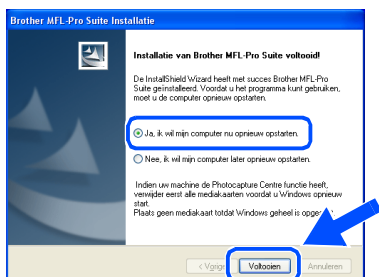 Brother MFL-Pro Suite Installatie
Installatie van Brother MFL-Pro Suite voltooid!
De InstallShield Wizard heeft met succes Brother MFL-Pro
Suite geïnstalleerd. Voordat u het programma kunt gebruiken,
moet u de computer opnieuw opstarten.
Ja, ik wil mijn computer nu opnieuw opstarten.
Nee, ik wil mijn computer later opnieuw opstarten.
Indien uw machine de Photocapture Centre functie heeft,
verwijder eerst alle mediakaarten voordat u Windows opnieuw
start.
Plaats geen mediakaart totdat Windows geheel is
< Vorige Voltooien Annuleren